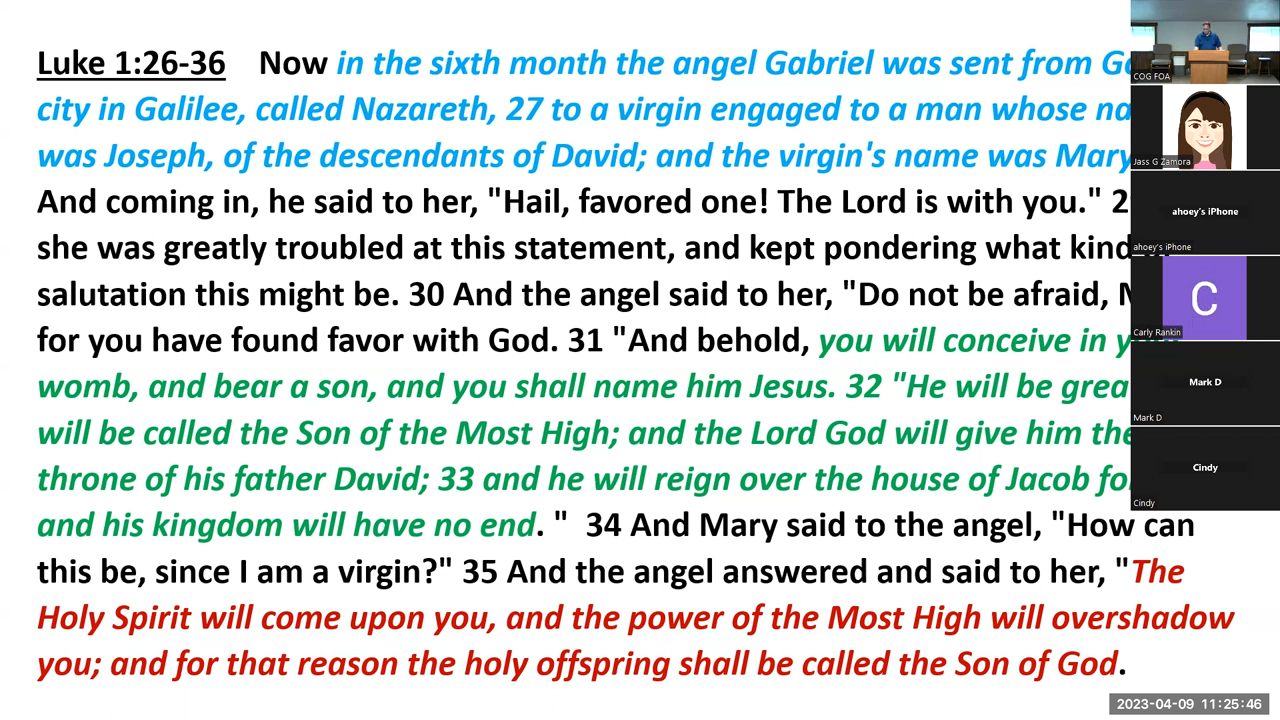 Luke 1:26-36 Now in the sixth month the angel Gabriel was sent from
city in Galilee, called Nazareth, 27 to a virgin engaged to a man whose
was Joseph, of the descendants of David; and the virgin's name was Mary
And coming in, he said to her, "Hail, favored one! The Lord is with you."
she was greatly troubled at this statement, and kept pondering what kind
salutation this might be. 30 And the angel said to her, "Do not be afraid,
for you have found favor with God. 31 "And behold, you will conceive in
womb, and bear a son, and you shall name him Jesus. 32 "He will be
will be called the Son of the Most High; and the Lord God will give him the
throne of his father David; 33 and he will reign over the house of Jacob
and his kingdom will have no end. " 34 And Mary said to the angel, "How can
this be, since I am a virgin?" 35 And the angel answered and said to her, "The
Holy Spirit will come upon you, and the power of the Most High will overshadow
you; and for that reason the holy offspring shall be called the Son of God.
COG FOA
Jass G Zamora
ahoey's iPhone
ahoey's iPhone
C
Carly Rankin
Mark D
Mark D
Cindy
Cindy
2023-04-09 11:25:46